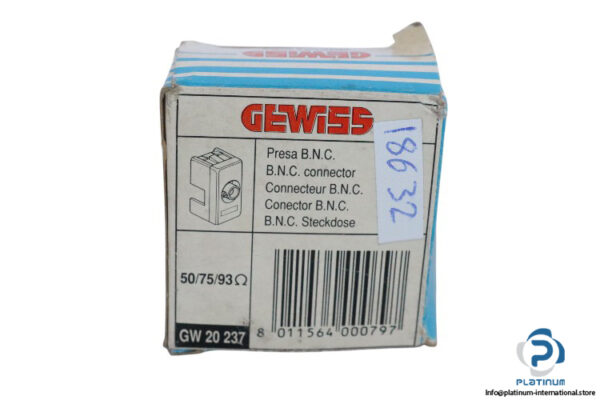 GEWISS
GEWISS
Presa B.N.C.
B.N.C. connector
Connecteur B.N.C.
Conector B.N.C.
B.N.C. Steckdose
18632
50/75/93Ω
GW 20 237
8 011564 000797
PLATINUM
info@platinum-international.store